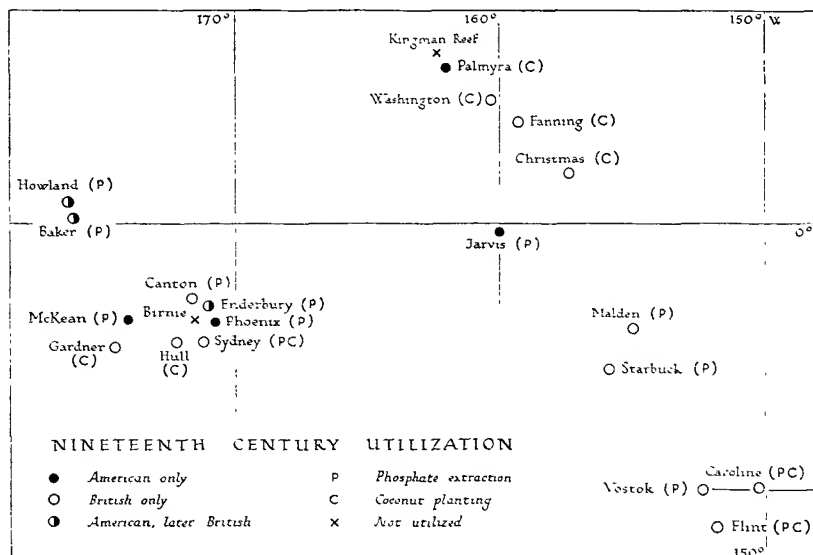 170° 160° 150° W
Kingman Reef
Palmyra (C)
Washington (C)
Fanning (C)
Christmas (C)
Howland (P)
Baker (P)
0°
Jarvis (P)
Canton (P)
Enderbury (P)
McKean (P) Birnie Phoenix (P)
Malden (P)
Gardner (C)
Hull (C)
Sydney (PC)
Starbuck (P)
NINETEENTH CENTURY UTILIZATION
American only P Phosphate extraction
British only C Coconut planting
American, later British × Not utilized
Caroline (PC)
Vostok (P)
Flint (PC)
150°